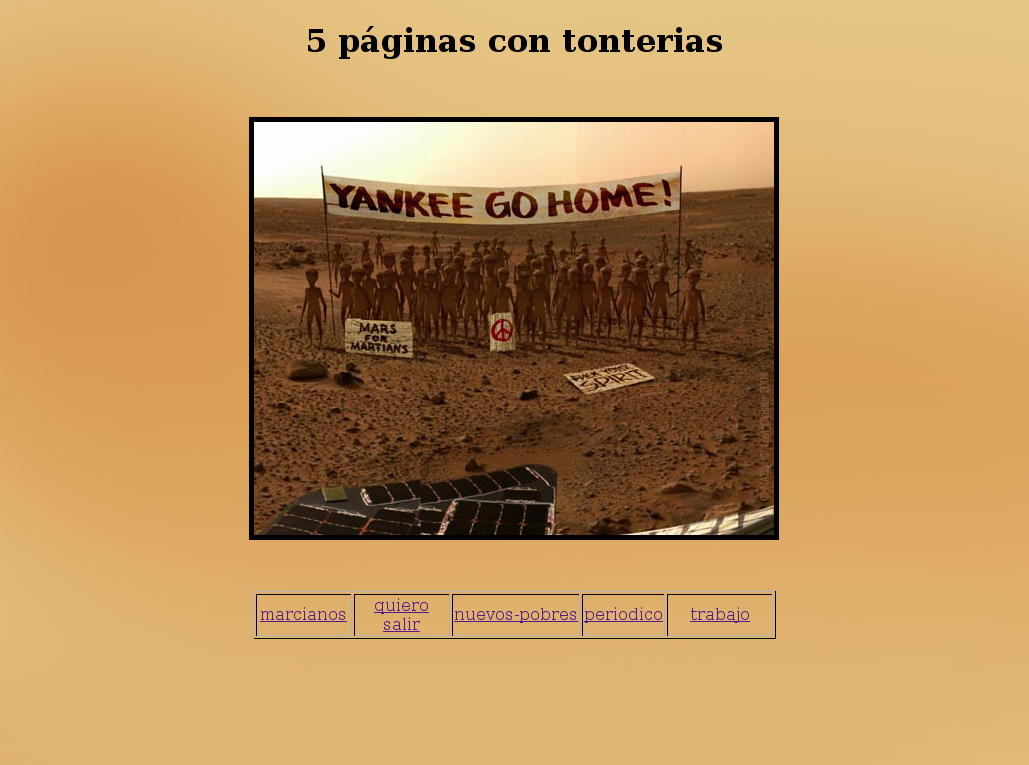 5 páginas con tonterias
YANKEE GO HOME!
MARS
FOR
MARTIANS
SPIRIT
marcianos
quiero
salir
nuevos-pobres
periodico
trabajo